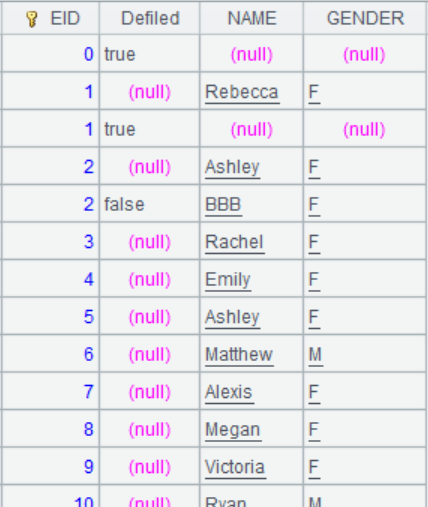 EID Defiled NAME GENDER
0 true (null) (null)
1 (null) Rebecca F
1 true (null) (null)
2 (null) Ashley F
2 false BBB F
3 (null) Rachel F
4 (null) Emily F
5 (null) Ashley F
6 (null) Matthew M
7 (null) Alexis F
8 (null) Megan F
9 (null) Victoria F
10 (null) Ryan M